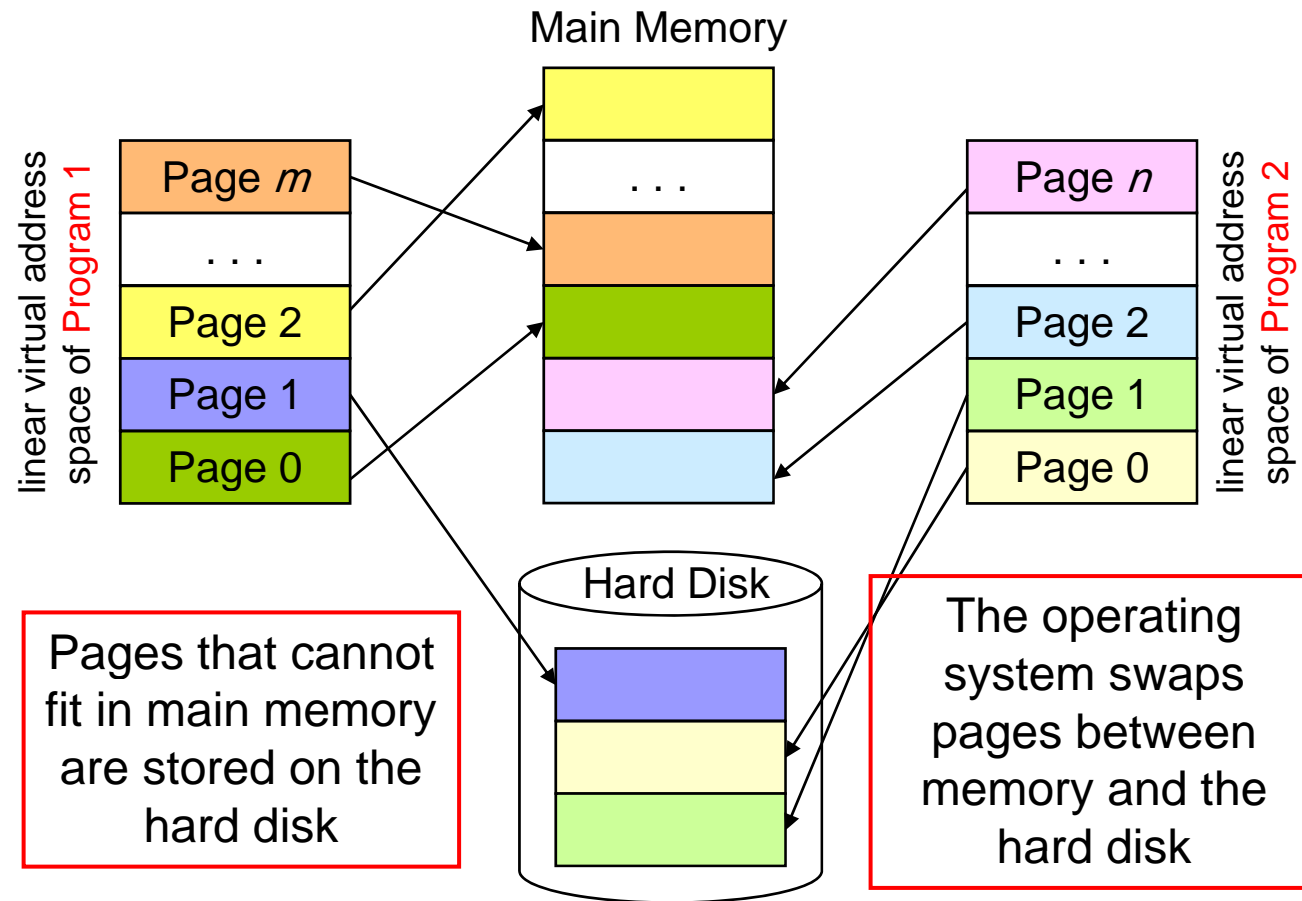 Main Memory
linear virtual address
space of Program 1
Page m
. . .
Page 2
Page 1
Page 0
. . .
Page n
. . .
Page 2
Page 1
Page 0
linear virtual address
space of Program 2
Hard Disk
Pages that cannot
fit in main memory
are stored on the
hard disk
The operating
system swaps
pages between
memory and the
hard disk